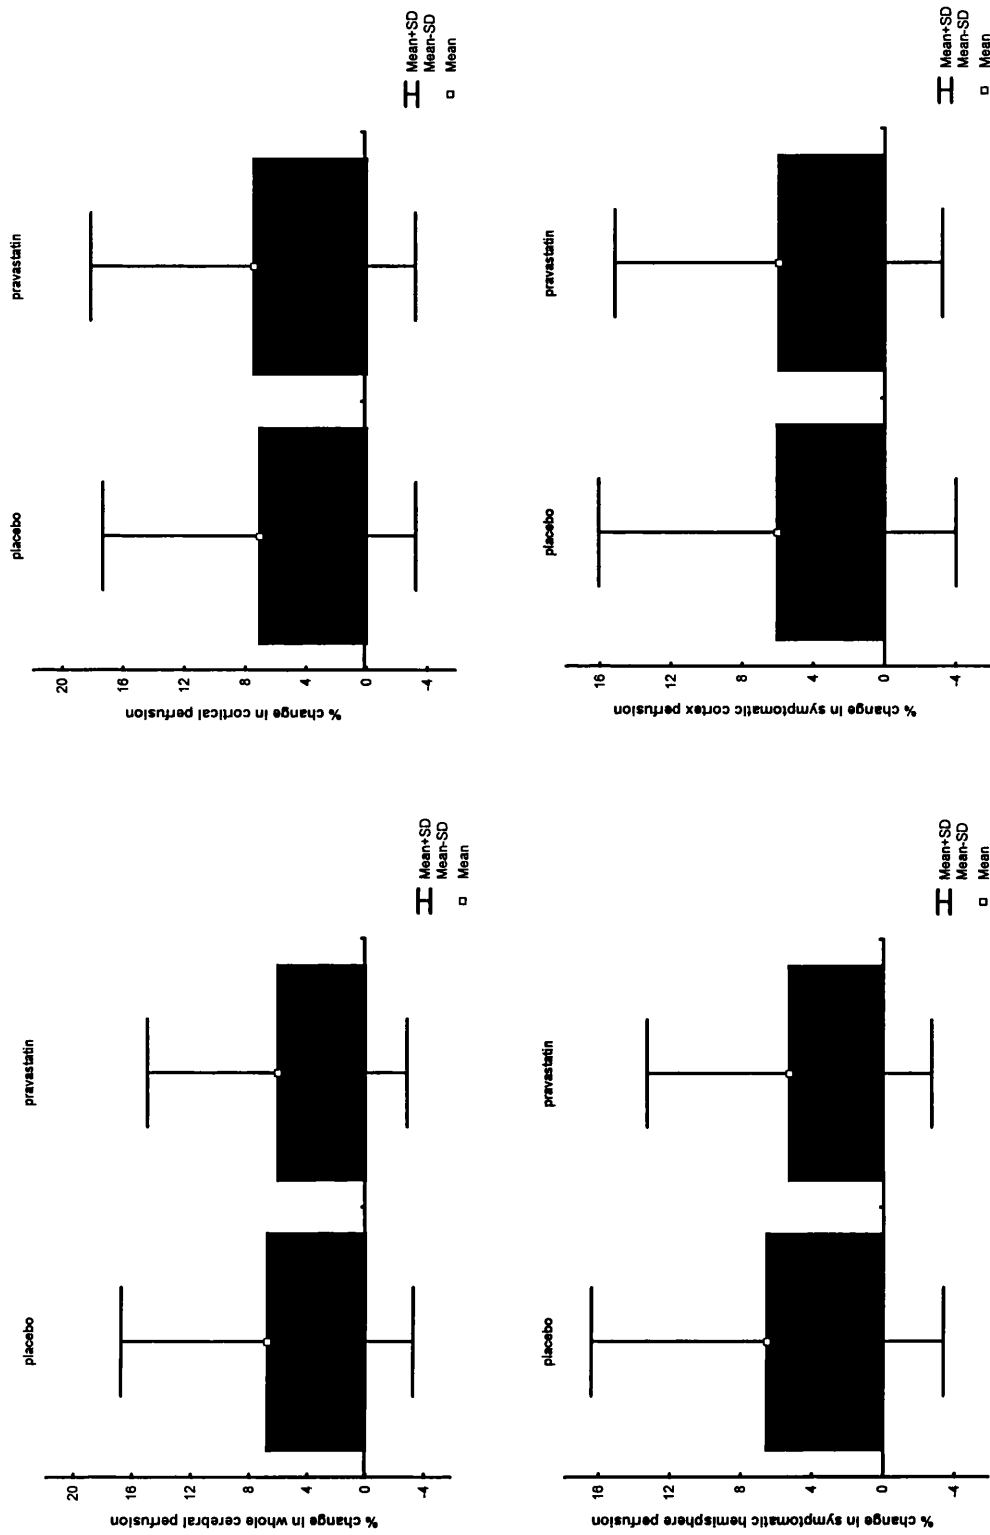 placebo
pravastatin
20
16
12
8
4
0
-4
% change in whole cerebral perfusion
Mean+SD
Mean-SD
Mean
placebo
pravastatin
20
16
12
8
4
0
-4
% change in cortical perfusion
Mean+SD
Mean-SD
Mean
placebo
pravastatin
16
12
8
4
0
-4
% change in symptomatic hemisphere perfusion
Mean+SD
Mean-SD
Mean
placebo
pravastatin
16
12
8
4
0
-4
% change in symptomatic cortex perfusion
Mean+SD
Mean-SD
Mean